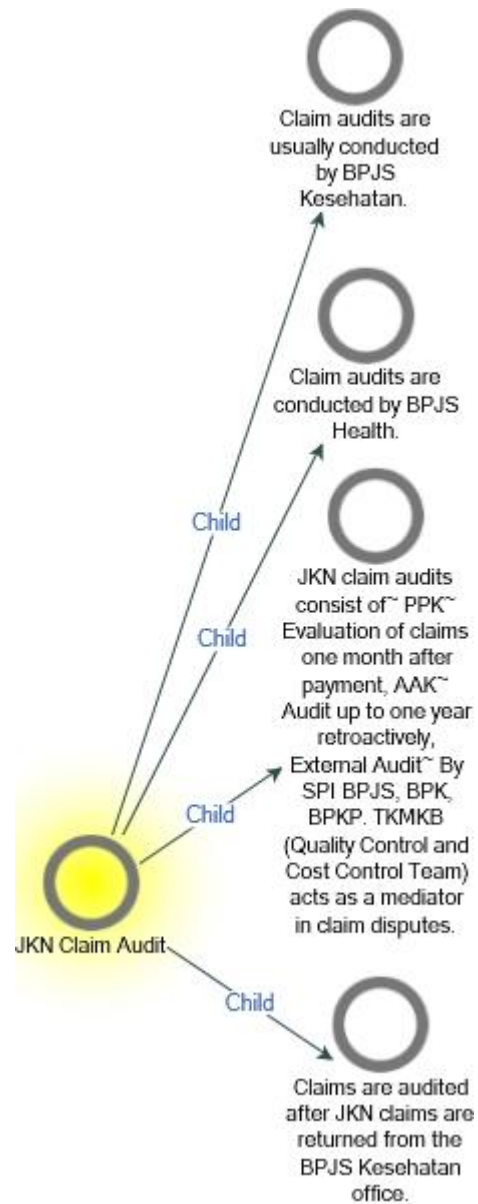 Claim audits are
usually conducted
by BPJS
Kesehatan.
Claim audits are
conducted by BPJS
Health.
Child
Child
JKN claim audits
consist of~ PPK~
Evaluation of claims
one month after
payment, AAK~
Audit up to one year
retroactively,
External Audit~ By
SPI BPJS, BPK,
BPKP. TKMKB
(Quality Control and
Cost Control Team)
acts as a mediator
in claim disputes.
Child
JKN Claim Audit
Child
Claims are audited
after JKN claims are
returned from the
BPJS Kesehatan
office.